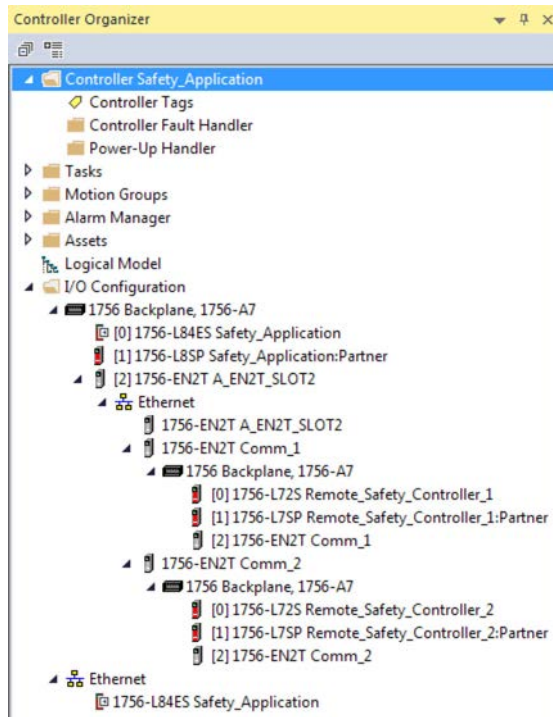 Controller Organizer
Controller Safety_Application
Controller Tags
Controller Fault Handler
Power-Up Handler
Tasks
Motion Groups
Alarm Manager
Assets
Logical Model
I/O Configuration
1756 Backplane, 1756-A7
[0] 1756-L84ES Safety_Application
[1] 1756-L8SP Safety_Application:Partner
[2] 1756-EN2T A_EN2T_SLOT2
Ethernet
1756-EN2T A_EN2T_SLOT2
1756-EN2T Comm_1
1756 Backplane, 1756-A7
[0] 1756-L72S Remote_Safety_Controller_1
[1] 1756-L7SP Remote_Safety_Controller_1:Partner
[2] 1756-EN2T Comm_1
1756-EN2T Comm_2
1756 Backplane, 1756-A7
[0] 1756-L72S Remote_Safety_Controller_2
[1] 1756-L7SP Remote_Safety_Controller_2:Partner
[2] 1756-EN2T Comm_2
Ethernet
1756-L84ES Safety_Application